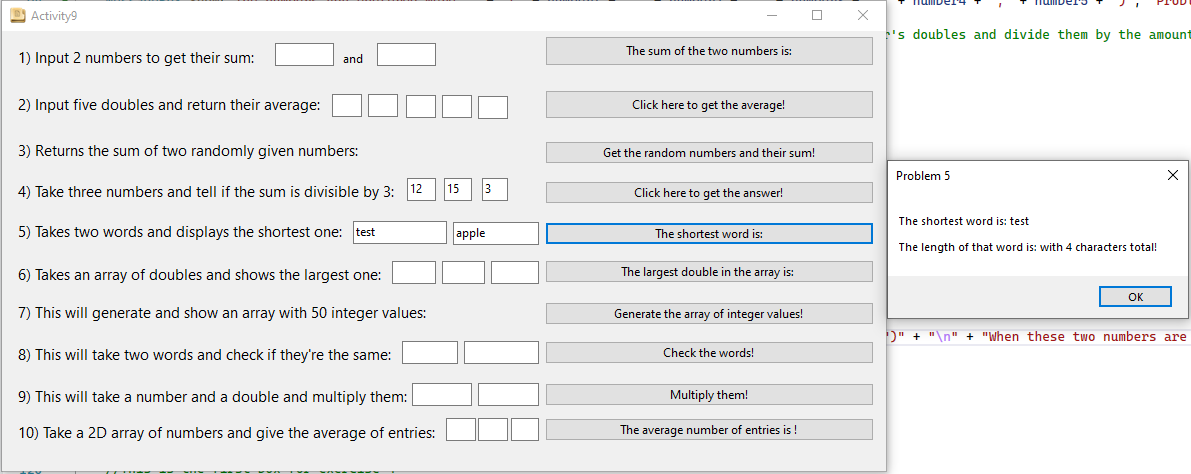 + number4 + ", " + number5 + ")", "Proble
Activity9
r's doubles and divide them by the amount
1) Input 2 numbers to get their sum: and The sum of the two numbers is:
2) Input five doubles and return their average: Click here to get the average!
3) Returns the sum of two randomly given numbers: Get the random numbers and their sum!
4) Take three numbers and tell if the sum is divisible by 3: 12 15 3 Click here to get the answer!
5) Takes two words and displays the shortest one: test apple The shortest word is:
6) Takes an array of doubles and shows the largest one: The largest double in the array is:
7) This will generate and show an array with 50 integer values: Generate the array of integer values!
8) This will take two words and check if they're the same: Check the words!
9) This will take a number and a double and multiply them: Multiply them!
10) Take a 2D array of numbers and give the average of entries: The average number of entries is !
Problem 5
The shortest word is: test
The length of that word is: with 4 characters total!
OK
")" + "\n" + "When these two numbers are